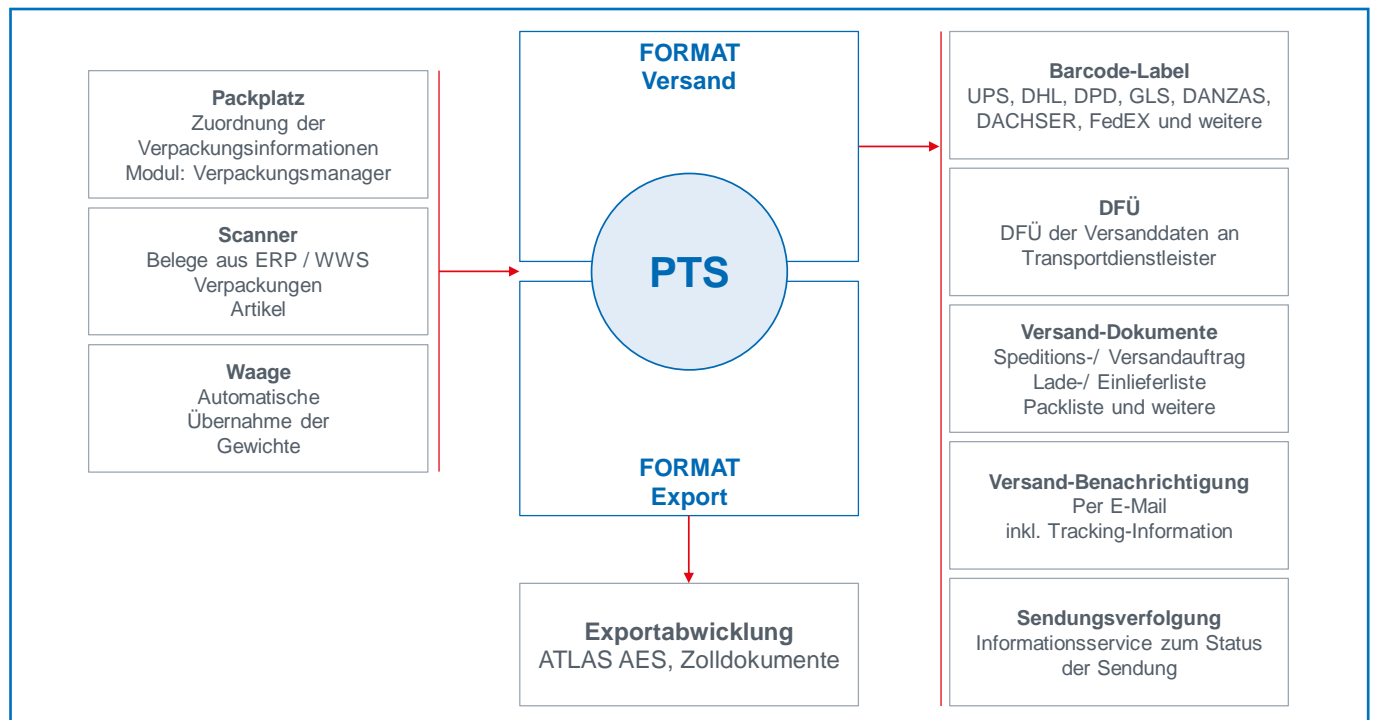 Packplatz
Zuordnung der
Verpackungsinformationen
Modul: Verpackungsmanager
Scanner
Belege aus ERP / WWS
Verpackungen
Artikel
Waage
Automatische
Übernahme der
Gewichte
FORMAT
Versand
PTS
FORMAT
Export
Exportabwicklung
ATLAS AES, Zolldokumente
Barcode-Label
UPS, DHL, DPD, GLS, DANZAS,
DACHSER, FedEX und weitere
DFÜ
DFÜ der Versanddaten an
Transportdienstleister
Versand-Dokumente
Speditions-/ Versandauftrag
Lade-/ Einlieferliste
Packliste und weitere
Versand-Benachrichtigung
Per E-Mail
inkl. Tracking-Information
Sendungsverfolgung
Informationsservice zum Status
der Sendung